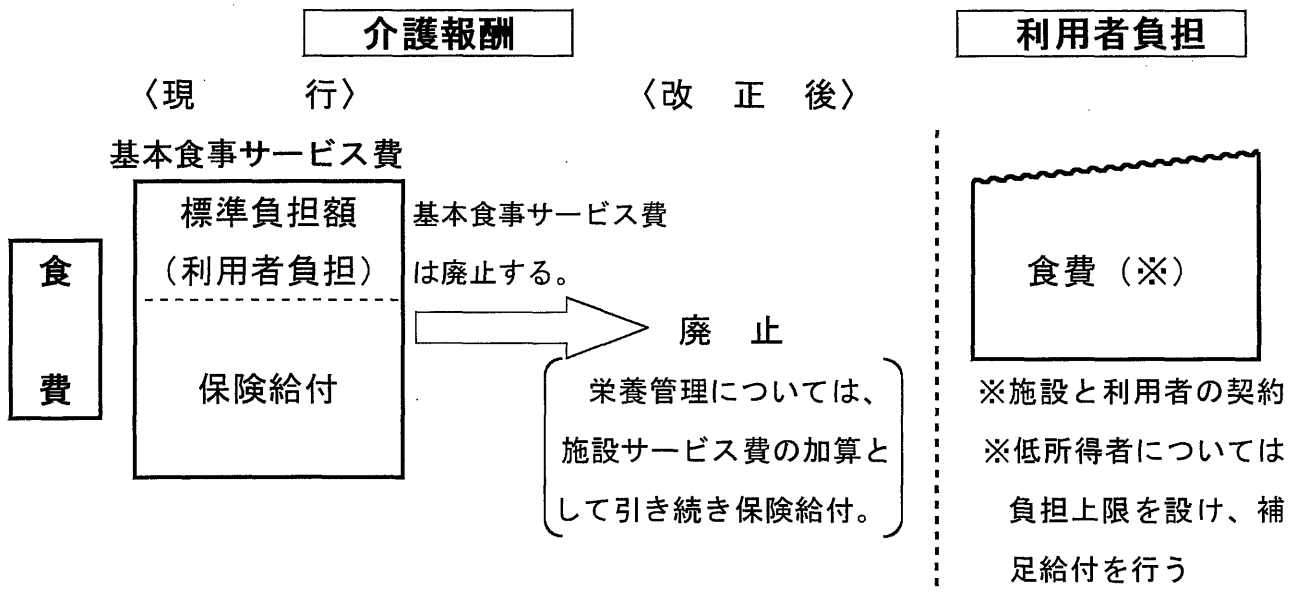 介護報酬
利用者負担
〈現 行〉
〈改 正 後〉
基本食事サービス費
食
費
標準負担額
（利用者負担）
保険給付
基本食事サービス費
は廃止する。
廃 止
栄養管理については、
施設サービス費の加算と
して引き続き保険給付。
食費（※）
※施設と利用者の契約
※低所得者については
負担上限を設け、補
足給付を行う